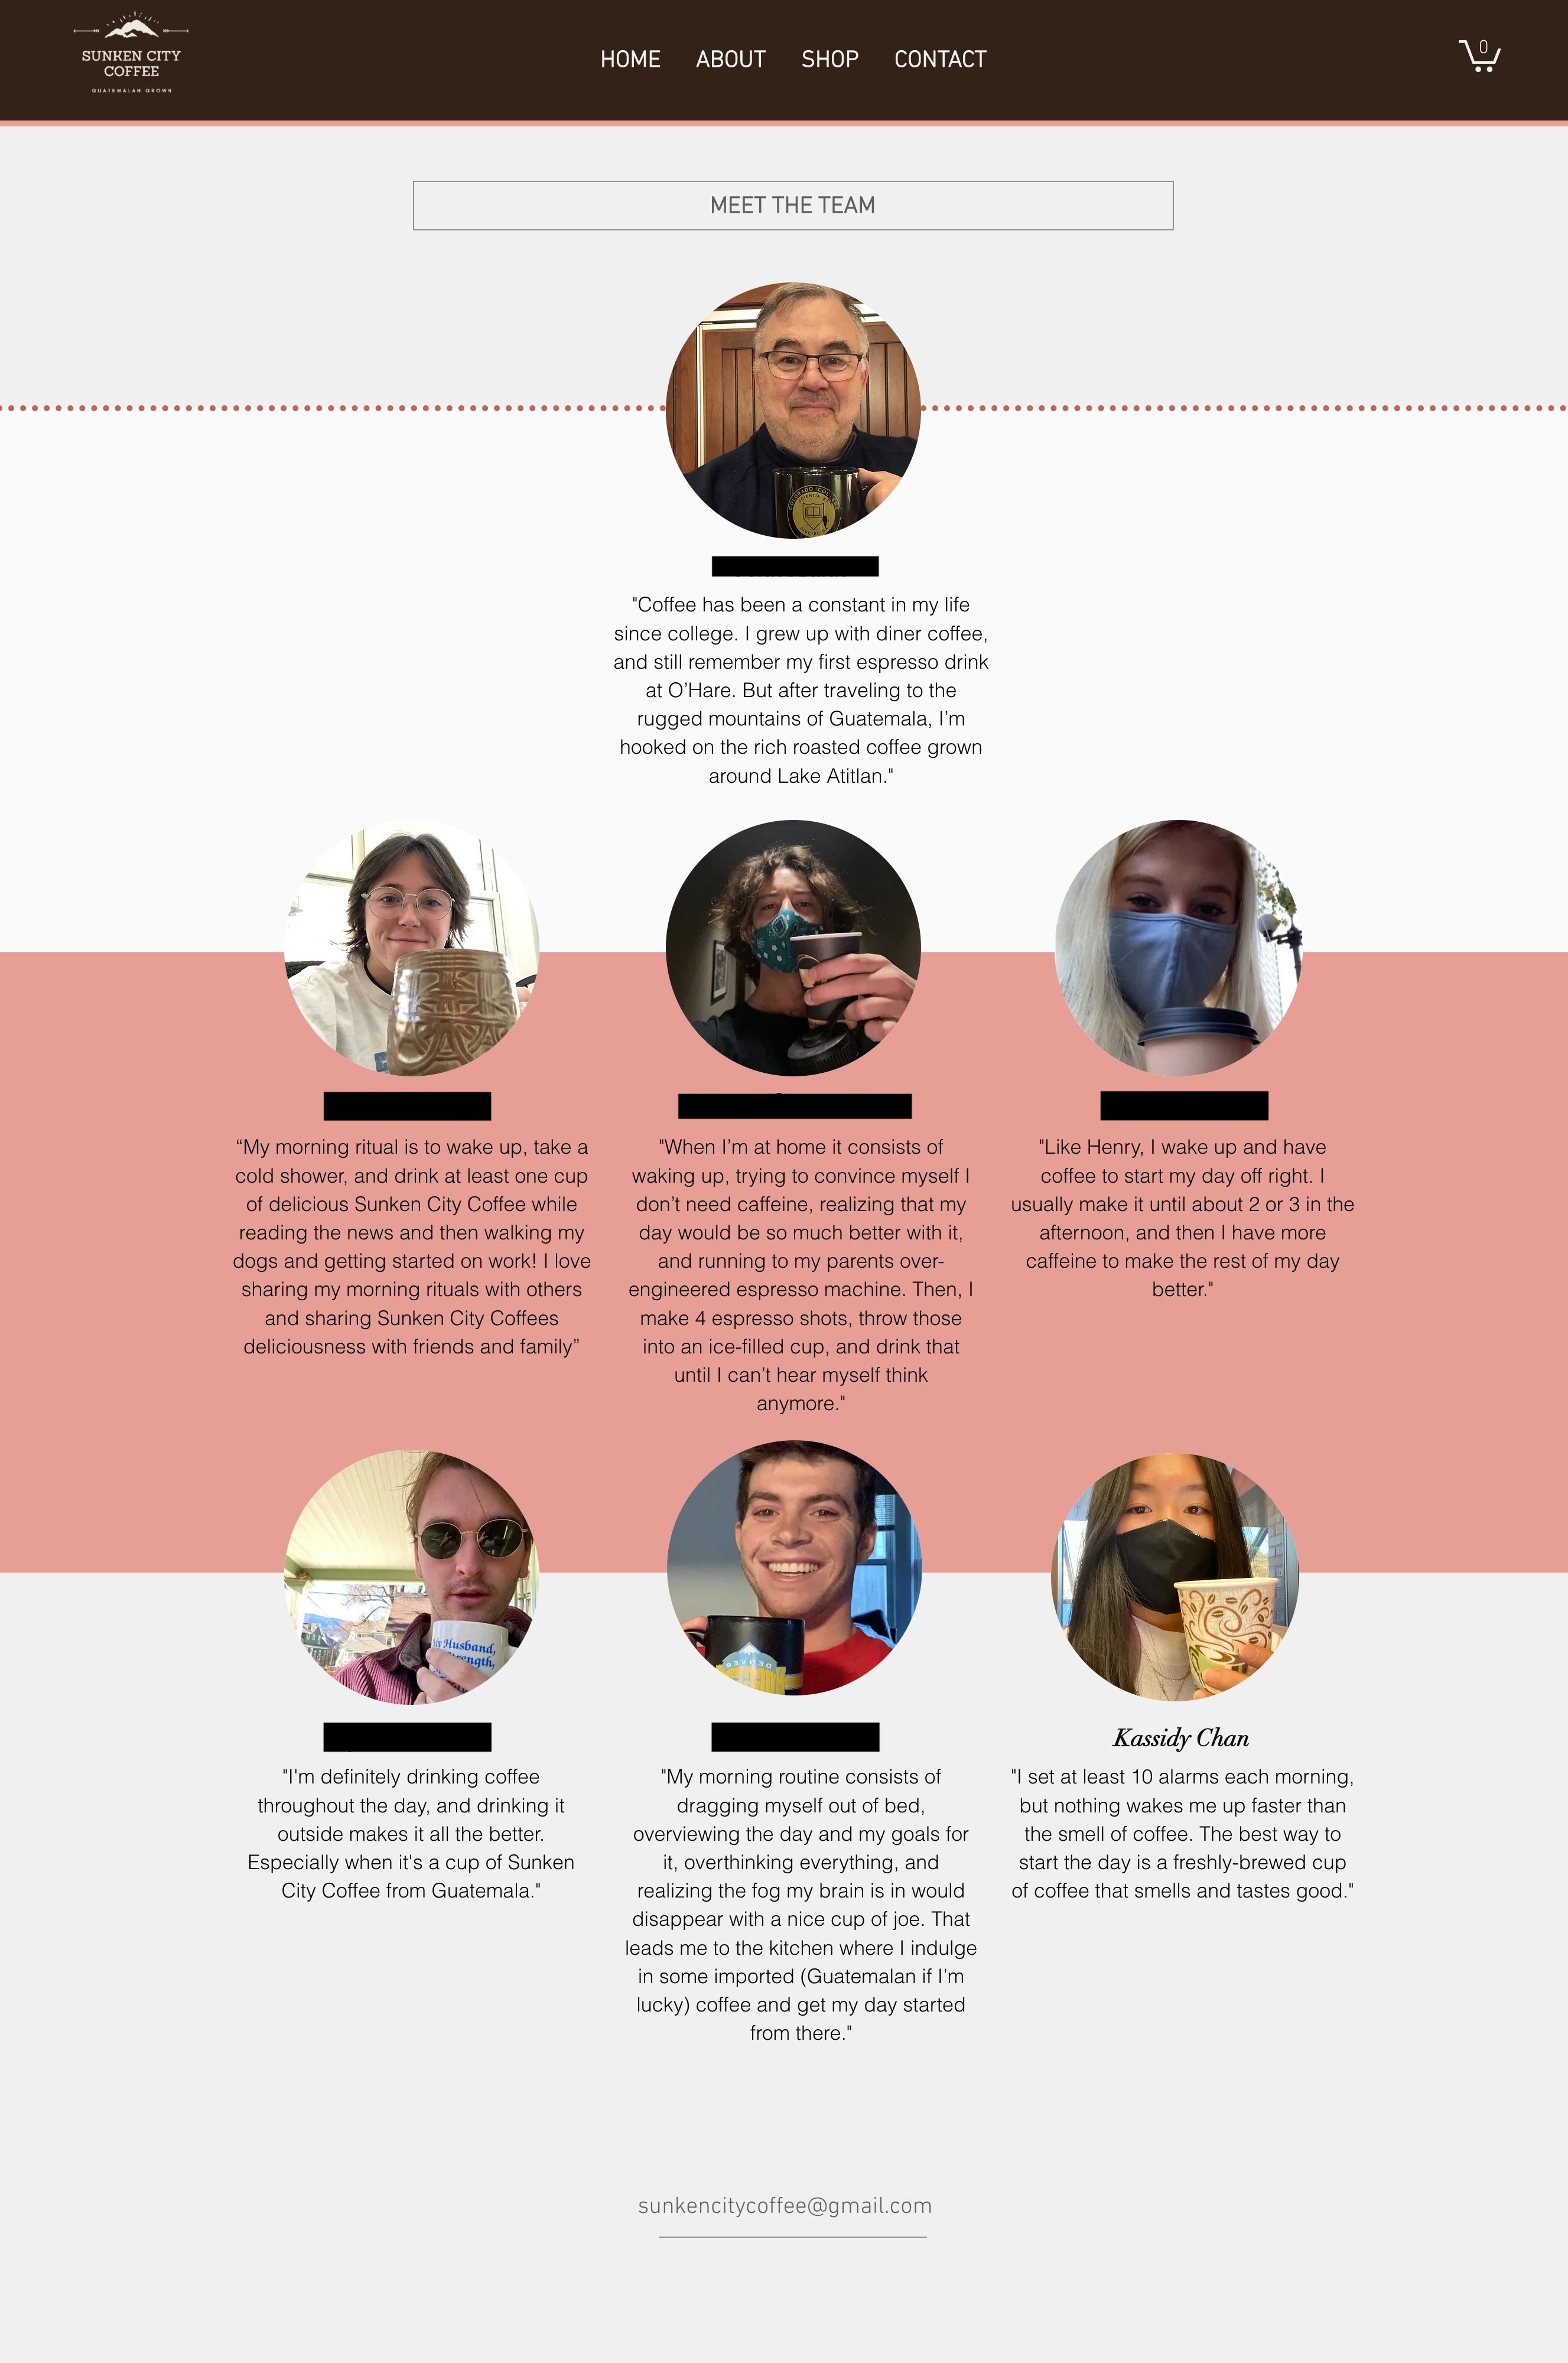 SUNKEN CITY
COFFEE
GUATEMALAN GROWN
HOME ABOUT SHOP CONTACT
0
MEET THE TEAM
COLORADO COL
SCIENTIA
"Coffee has been a constant in my life
since college. I grew up with diner coffee,
and still remember my first espresso drink
at O’Hare. But after traveling to the
rugged mountains of Guatemala, I’m
hooked on the rich roasted coffee grown
around Lake Atitlan."
“My morning ritual is to wake up, take a
cold shower, and drink at least one cup
of delicious Sunken City Coffee while
reading the news and then walking my
dogs and getting started on work! I love
sharing my morning rituals with others
and sharing Sunken City Coffees
deliciousness with friends and family”
"When I’m at home it consists of
waking up, trying to convince myself I
don’t need caffeine, realizing that my
day would be so much better with it,
and running to my parents over-
engineered espresso machine. Then, I
make 4 espresso shots, throw those
into an ice-filled cup, and drink that
until I can’t hear myself think
anymore."
"Like Henry, I wake up and have
coffee to start my day off right. I
usually make it until about 2 or 3 in the
afternoon, and then I have more
caffeine to make the rest of my day
better."
Husband,
DENVER
Kassidy Chan
"I'm definitely drinking coffee
throughout the day, and drinking it
outside makes it all the better.
Especially when it's a cup of Sunken
City Coffee from Guatemala."
"My morning routine consists of
dragging myself out of bed,
overviewing the day and my goals for
it, overthinking everything, and
realizing the fog my brain is in would
disappear with a nice cup of joe. That
leads me to the kitchen where I indulge
in some imported (Guatemalan if I’m
lucky) coffee and get my day started
from there."
"I set at least 10 alarms each morning,
but nothing wakes me up faster than
the smell of coffee. The best way to
start the day is a freshly-brewed cup
of coffee that smells and tastes good."
sunkencitycoffee@gmail.com